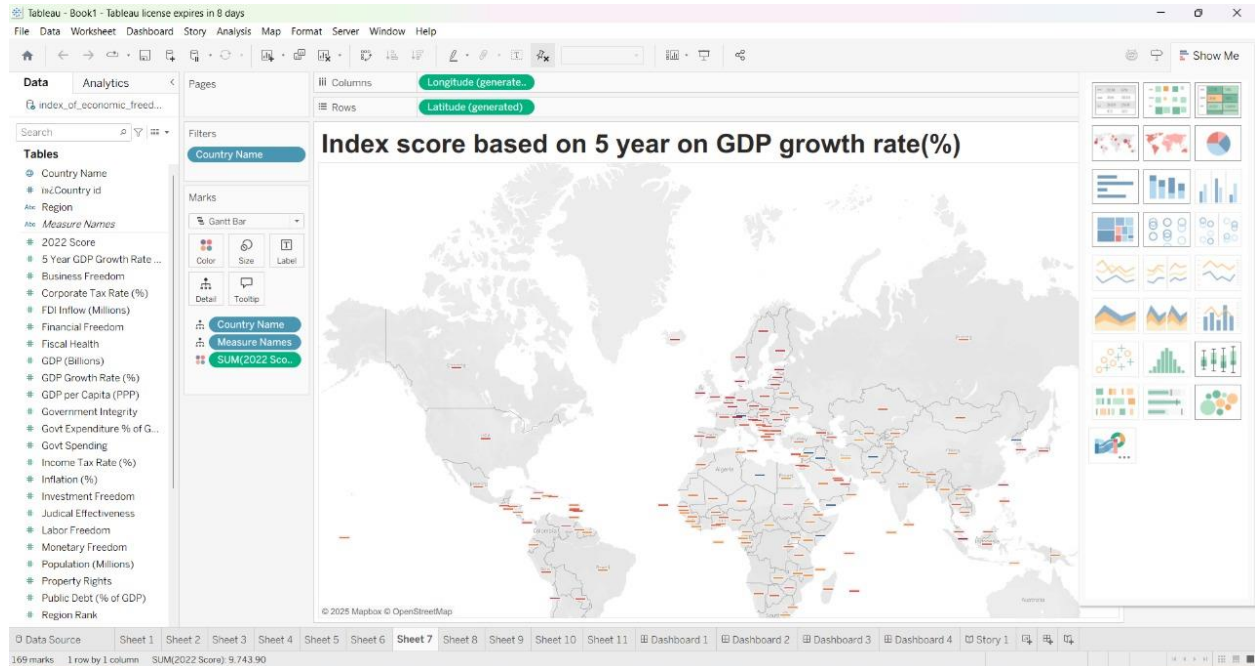 Tableau - Book1 - Tableau license expires in 8 days
File Data Worksheet Dashboard Story Analysis Map Format Server Window Help
Show Me
Data Analytics
index_of_economic_freed...
Search
Tables
Country Name
ï»¿Country id
Abc Region
Abc Measure Names
# 2022 Score
# 5 Year GDP Growth Rate ...
# Business Freedom
# Corporate Tax Rate (%)
# FDI Inflow (Millions)
# Financial Freedom
# Fiscal Health
# GDP (Billions)
# GDP Growth Rate (%)
# GDP per Capita (PPP)
# Government Integrity
# Govt Expenditure % of G...
# Govt Spending
# Income Tax Rate (%)
# Inflation (%)
# Investment Freedom
# Judical Effectiveness
# Labor Freedom
# Monetary Freedom
# Population (Millions)
# Property Rights
# Public Debt (% of GDP)
# Region Rank
Pages
Filters
Country Name
Marks
Gantt Bar
Color Size Label
Detail Tooltip
Country Name
Measure Names
SUM(2022 Sco..
Columns Longitude (generate..
Rows Latitude (generated)
Index score based on 5 year on GDP growth rate(%)
Algeria
Australia
© 2025 Mapbox © OpenStreetMap
Data Source Sheet 1 Sheet 2 Sheet 3 Sheet 4 Sheet 5 Sheet 6 Sheet 7 Sheet 8 Sheet 9 Sheet 10 Sheet 11 Dashboard 1 Dashboard 2 Dashboard 3 Dashboard 4 Story 1
169 marks 1 row by 1 column SUM(2022 Score): 9,743.90